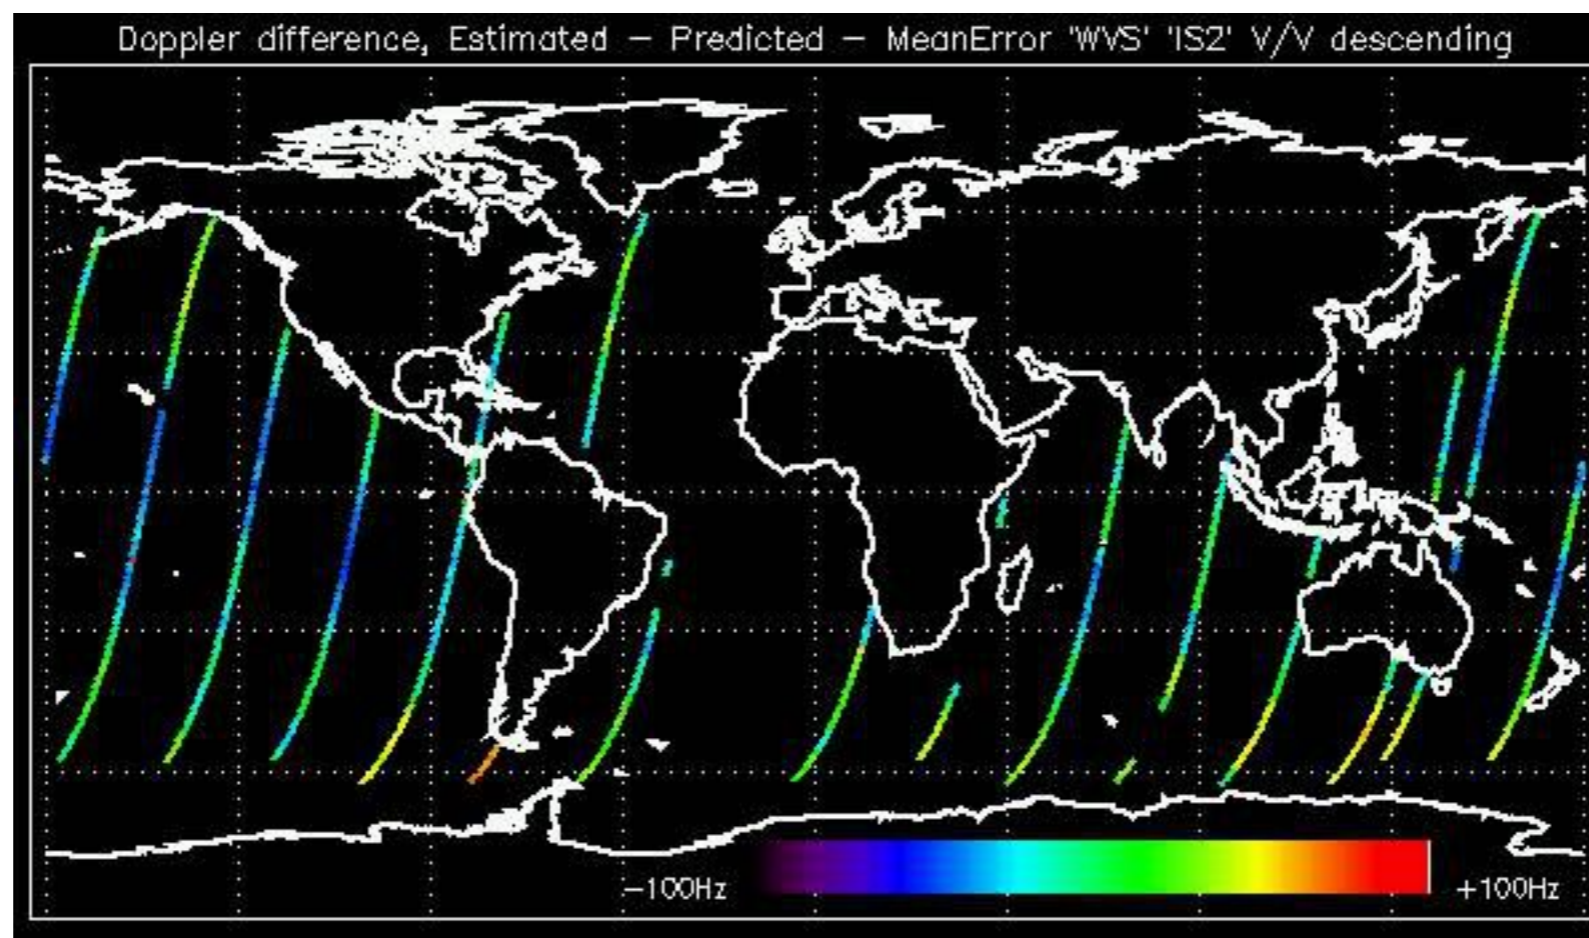 Doppler difference, Estimated - Predicted - MeanError 'WVS' 'IS2' V/V descending
-100Hz
+100Hz